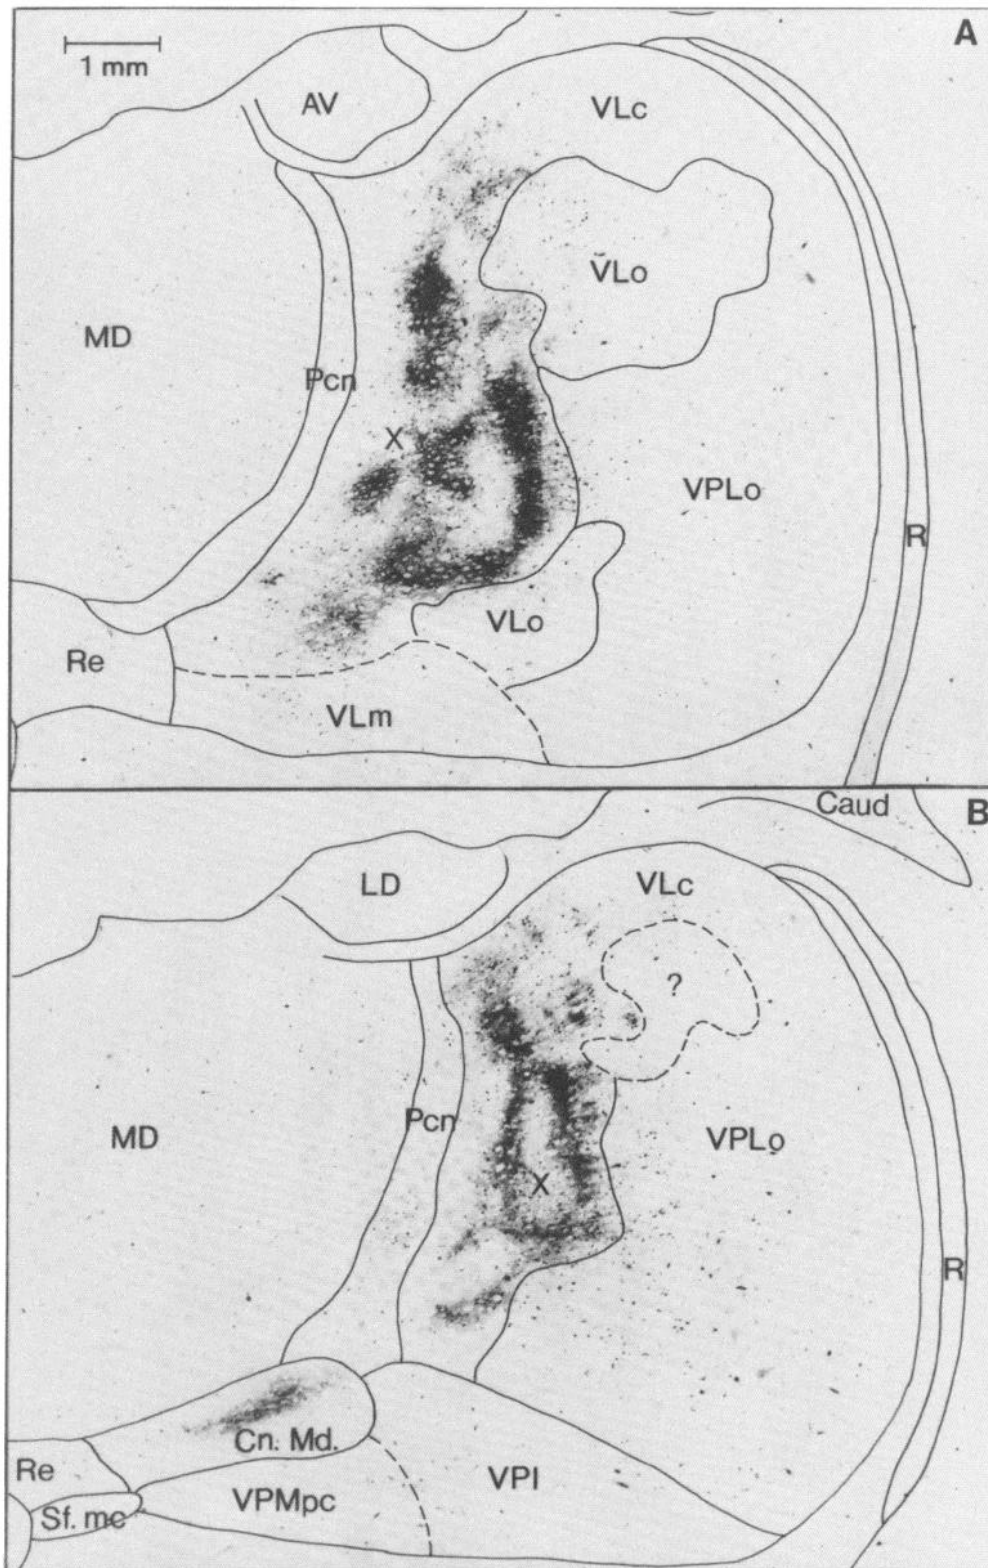 A
1 mm
AV
VLc
VLo
MD
Pcn
X
VPLo
R
VLo
Re
VLm
B
Caud
LD
VLc
?
Pcn
MD
VPLo
X
R
Cn. Md.
Re
VPI
VPMpc
Sf. mc